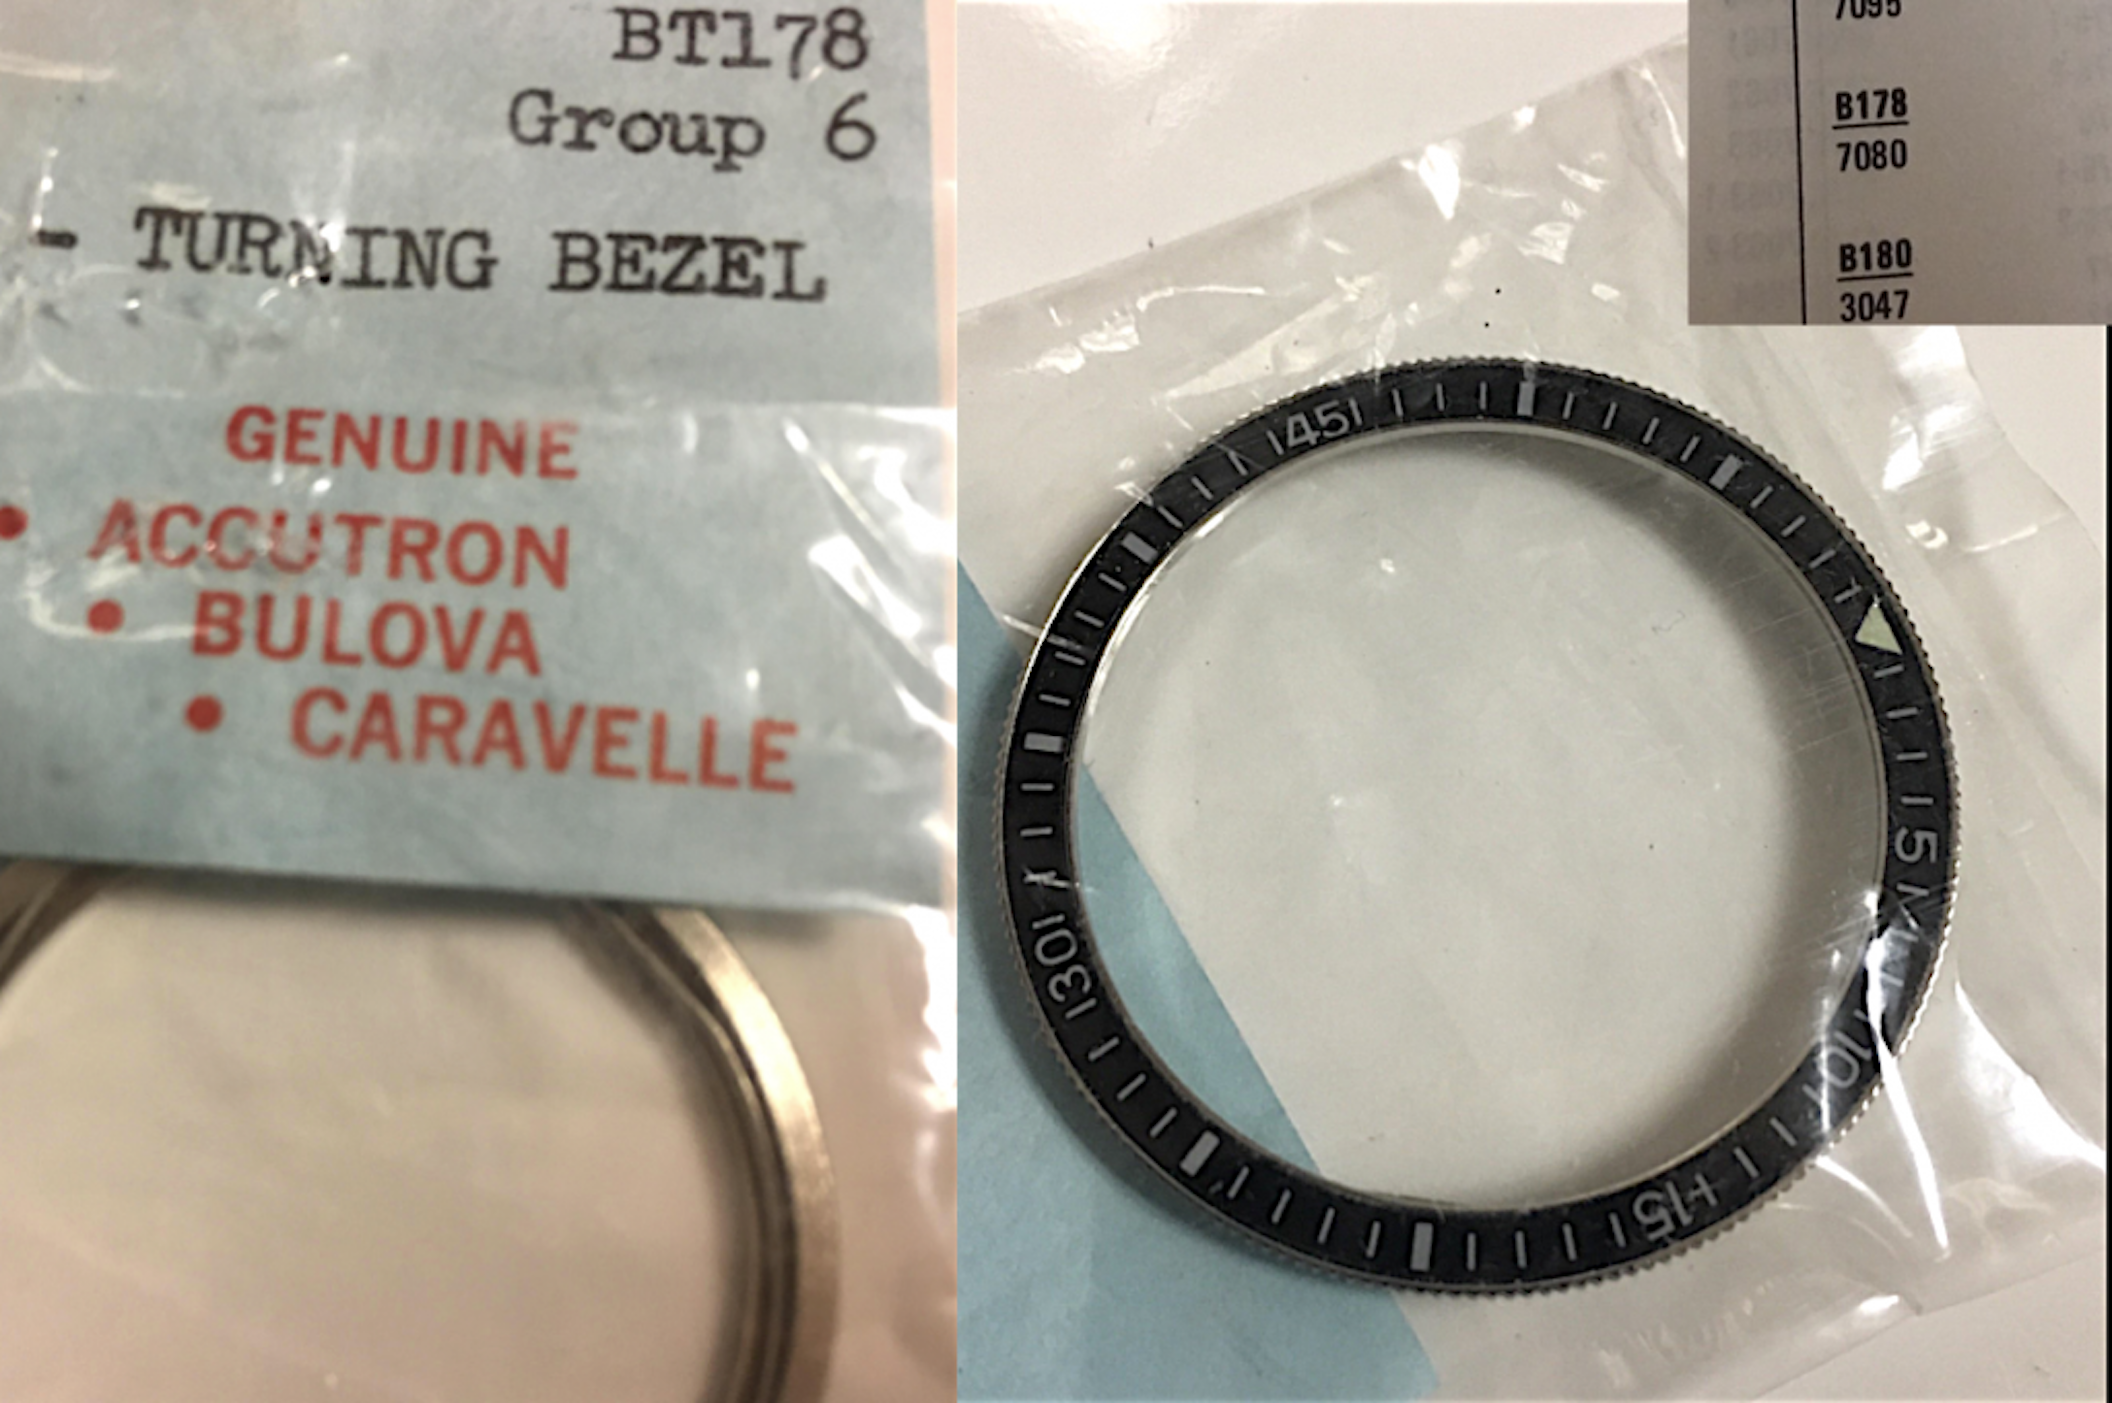 BT178
Group 6
- TURNING BEZEL
GENUINE
• ACCUTRON
• BULOVA
• CARAVELLE
7095
B178
7080
B180
3047
45
5
10
15
30